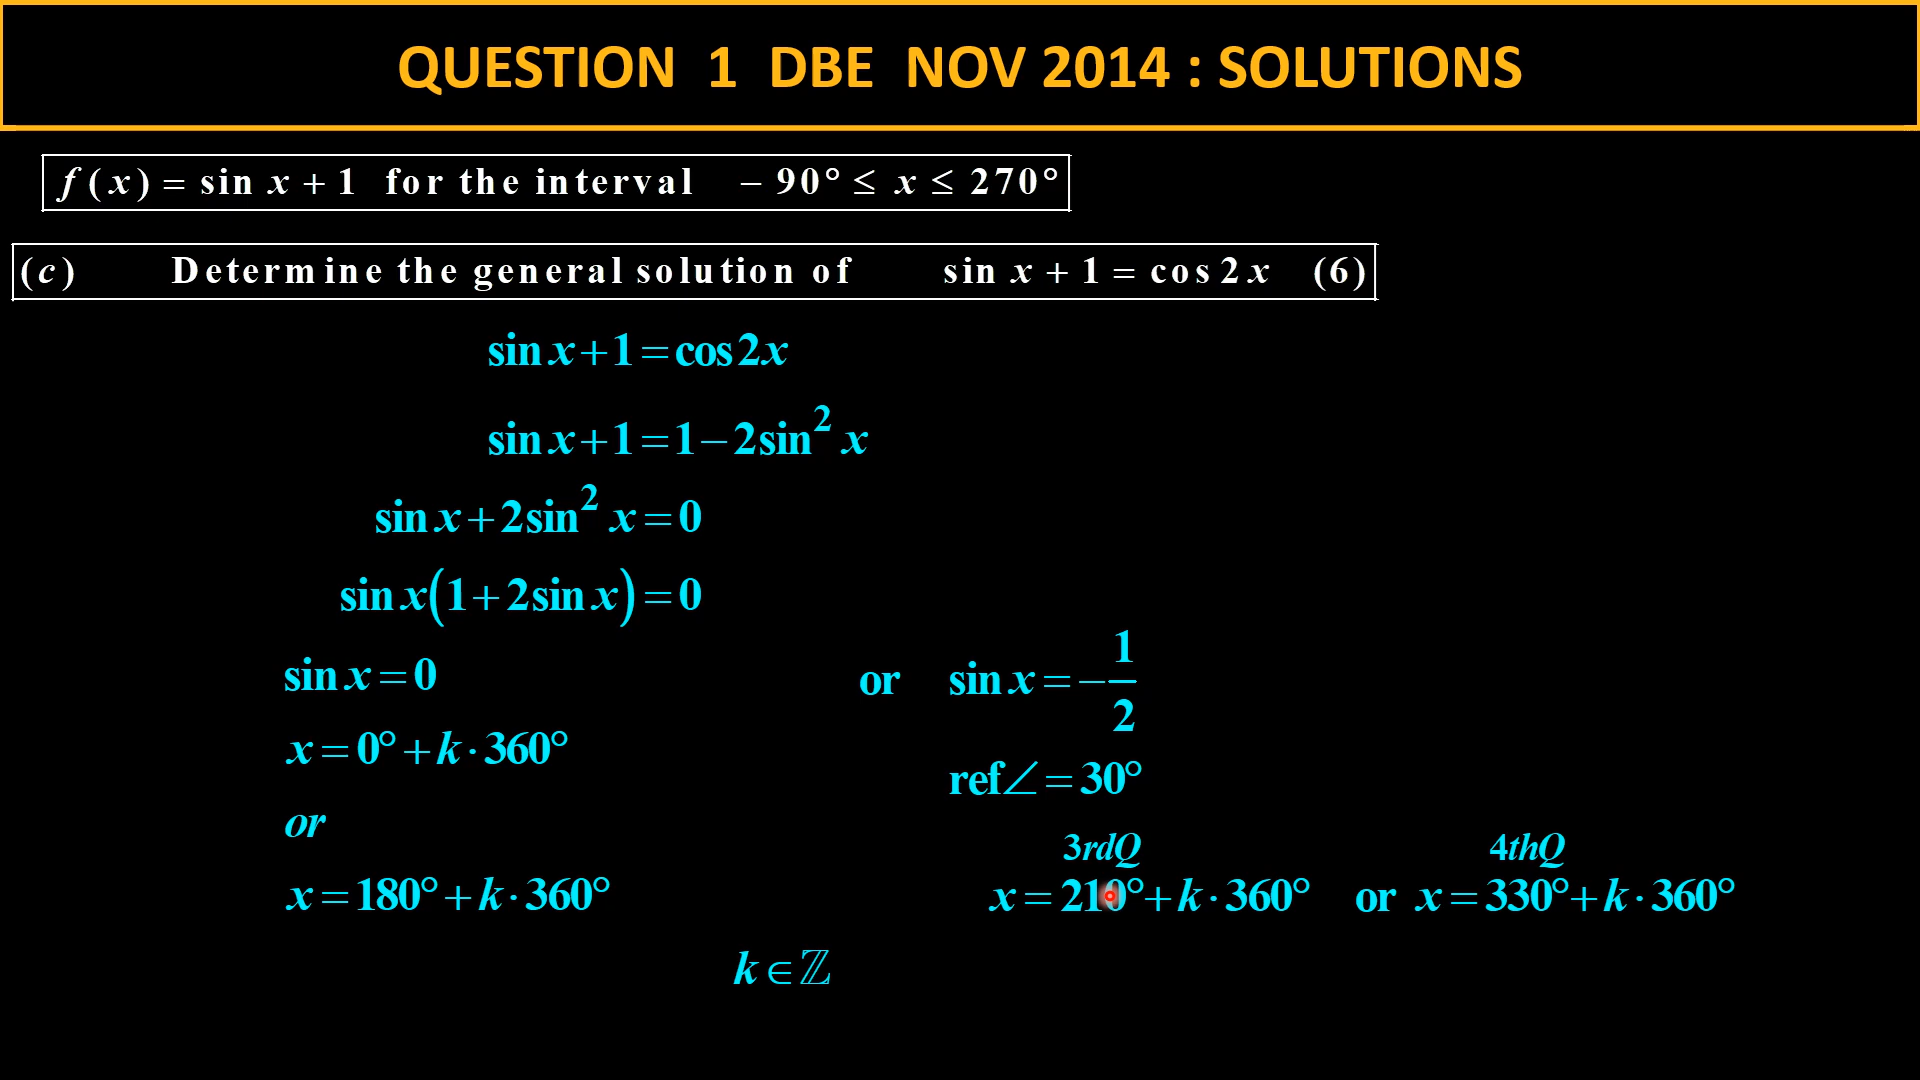 QUESTION 1 DBE NOV 2014 : SOLUTIONS
f(x) = sin x + 1 for the interval – 90° ≤ x ≤ 270°
(c) Determine the general solution of sin x + 1 = cos 2x (6)
sin x + 1 = cos 2x
sin x + 1 = 1 − 2sin² x
sin x + 2sin² x = 0
sin x(1 + 2sin x) = 0
sin x = 0 or sin x = −1/2
x = 0° + k · 360°
ref∠ = 30°
or
3rdQ 4thQ
x = 180° + k · 360° x = 210° + k · 360° or x = 330° + k · 360°
k ∈ ℤ